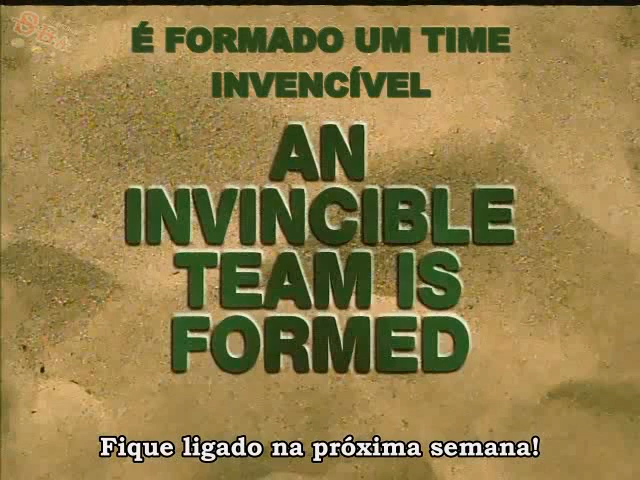 É FORMADO UM TIME
INVENCÍVEL
AN
INVINCIBLE
TEAM IS
FORMED
Fique ligado na próxima semana!